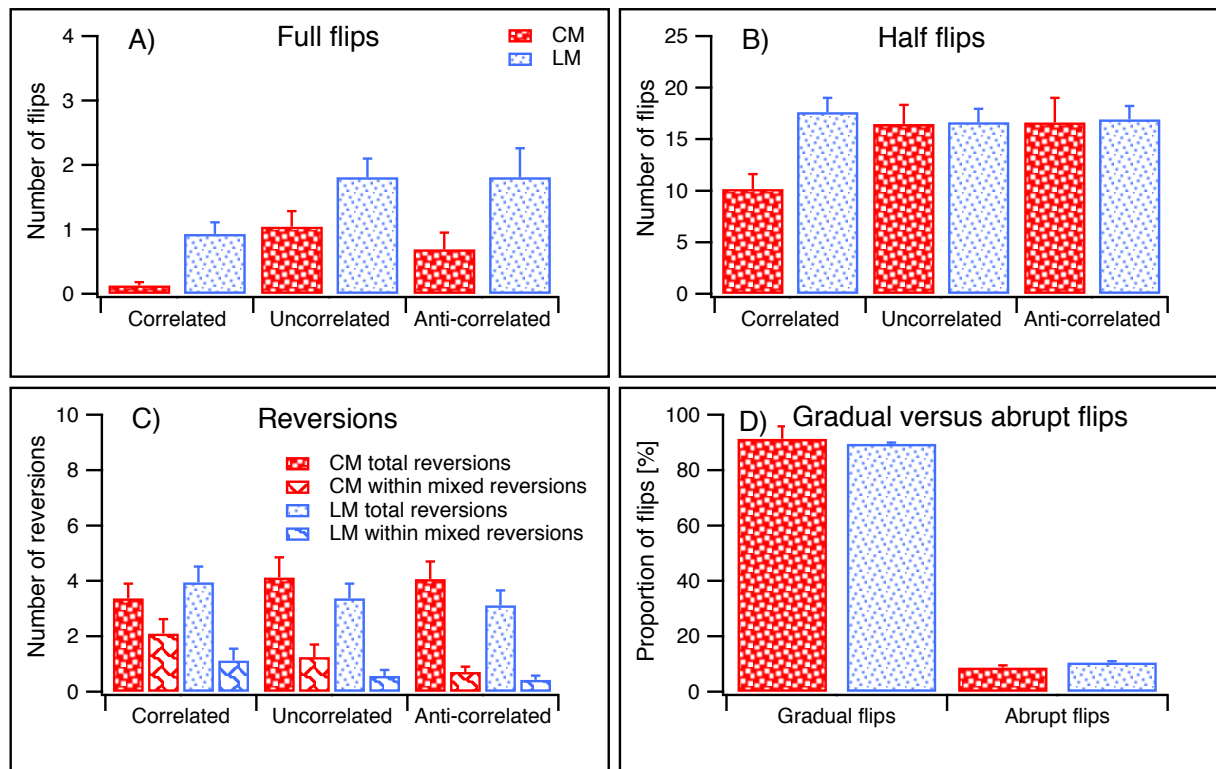 A) Full flips
CM
LM
Number of flips
4
3
2
1
0
Correlated Uncorrelated Anti-correlated
B) Half flips
Number of flips
25
20
15
10
5
0
Correlated Uncorrelated Anti-correlated
C) Reversions
CM total reversions
CM within mixed reversions
LM total reversions
LM within mixed reversions
Number of reversions
10
8
6
4
2
0
Correlated Uncorrelated Anti-correlated
D) Gradual versus abrupt flips
Proportion of flips [%]
100
80
60
40
20
0
Gradual flips Abrupt flips